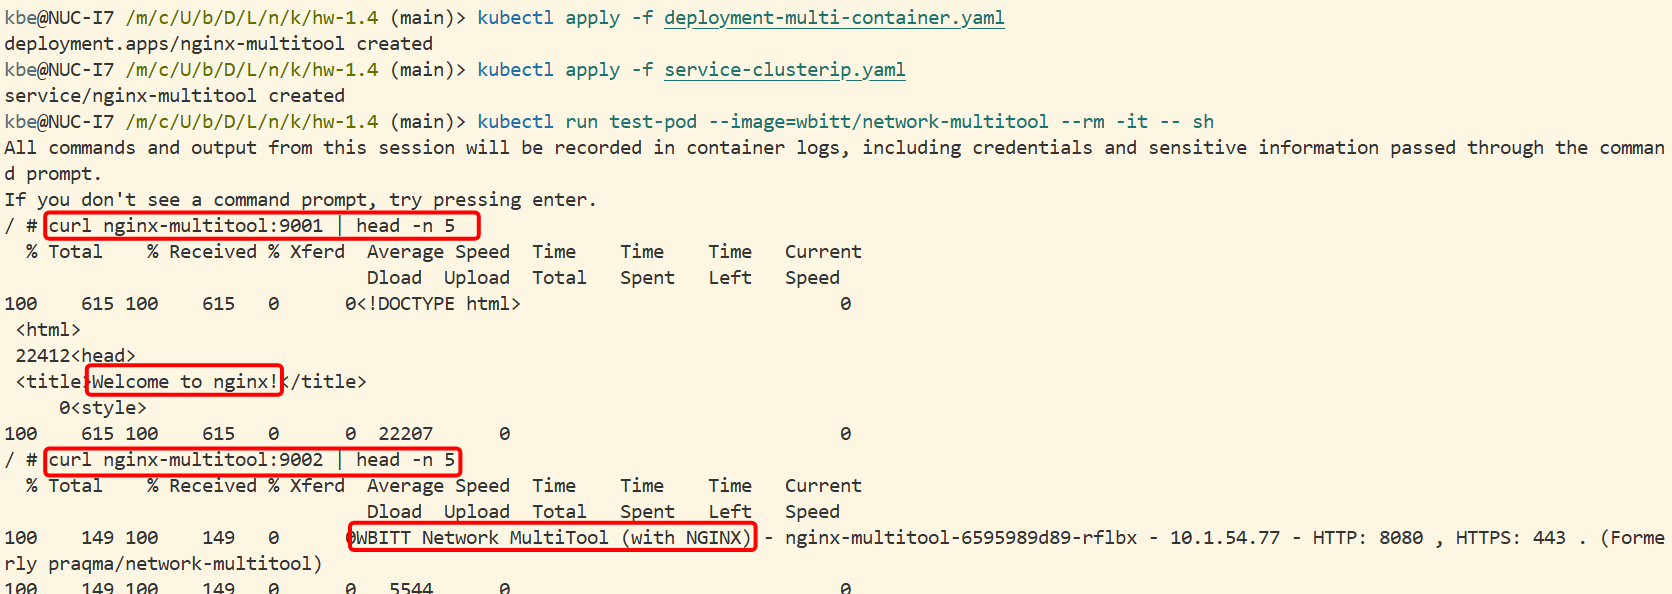 kbe@NUC-I7 /m/c/U/b/D/L/n/k/hw-1.4 (main)> kubectl apply -f deployment-multi-container.yaml
deployment.apps/nginx-multitool created
kbe@NUC-I7 /m/c/U/b/D/L/n/k/hw-1.4 (main)> kubectl apply -f service-clusterip.yaml
service/nginx-multitool created
kbe@NUC-I7 /m/c/U/b/D/L/n/k/hw-1.4 (main)> kubectl run test-pod --image=wbitt/network-multitool --rm -it -- sh
All commands and output from this session will be recorded in container logs, including credentials and sensitive information passed through the comman
d prompt.
If you don't see a command prompt, try pressing enter.
/ # curl nginx-multitool:9001 | head -n 5
  % Total    % Received % Xferd  Average Speed  Time    Time    Time   Current
                                 Dload  Upload  Total   Spent   Left   Speed
100    615 100    615   0      0<!DOCTYPE html>                             0
 <html>
 22412<head>
 <title>Welcome to nginx!</title>
     0<style>
100    615 100    615   0      0  22207      0                              0
/ # curl nginx-multitool:9002 | head -n 5
  % Total    % Received % Xferd  Average Speed  Time    Time    Time   Current
                                 Dload  Upload  Total   Spent   Left   Speed
100    149 100    149   0      0WBITT Network MultiTool (with NGINX) - nginx-multitool-6595989d89-rflbx - 10.1.54.77 - HTTP: 8080 , HTTPS: 443 . (Forme
rly praqma/network-multitool)
100    149 100    149   0      0   5544      0                              0